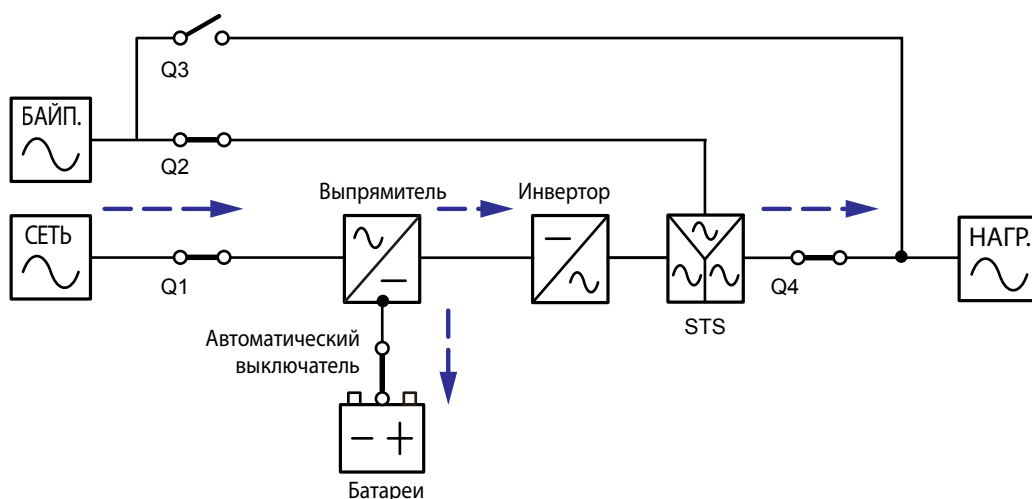 Q3
БАЙП.
Q2
Выпрямитель
Инвертор
СЕТЬ
НАГР.
Q1
Q4
STS
Автоматический
выключатель
Батареи